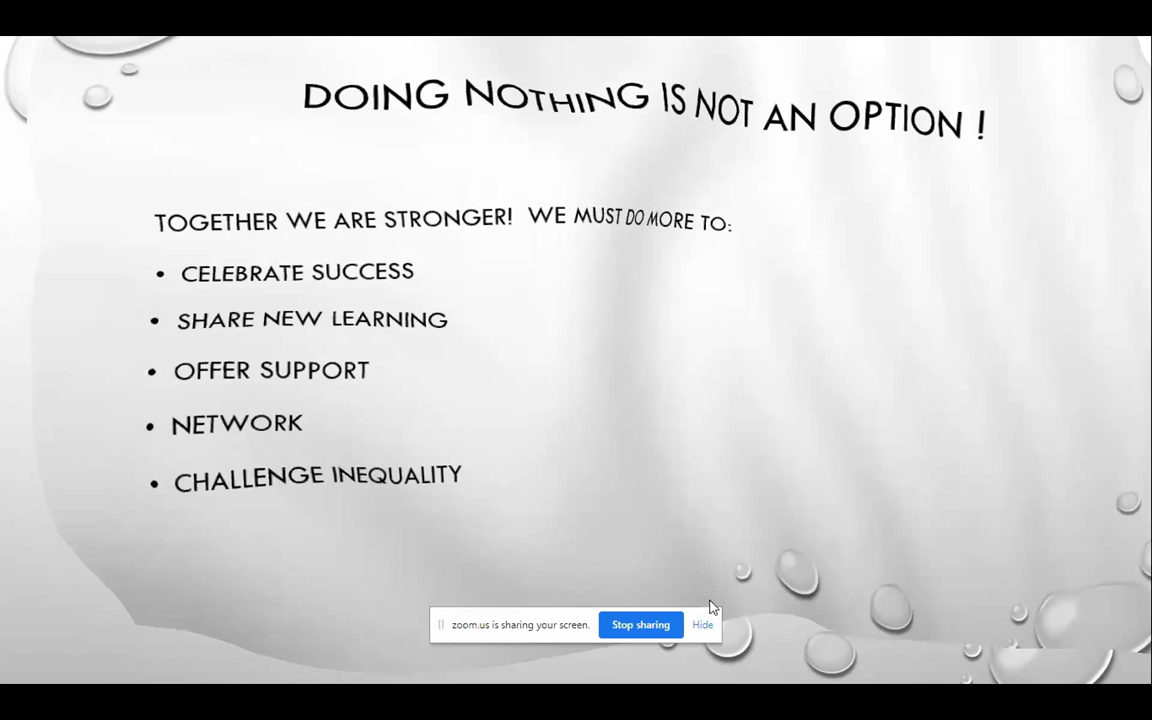 DOING NOTHING IS NOT AN OPTION !
TOGETHER WE ARE STRONGER! WE MUST DO MORE TO:
• CELEBRATE SUCCESS
• SHARE NEW LEARNING
• OFFER SUPPORT
• NETWORK
• CHALLENGE INEQUALITY
zoom.us is sharing your screen. Stop sharing Hide